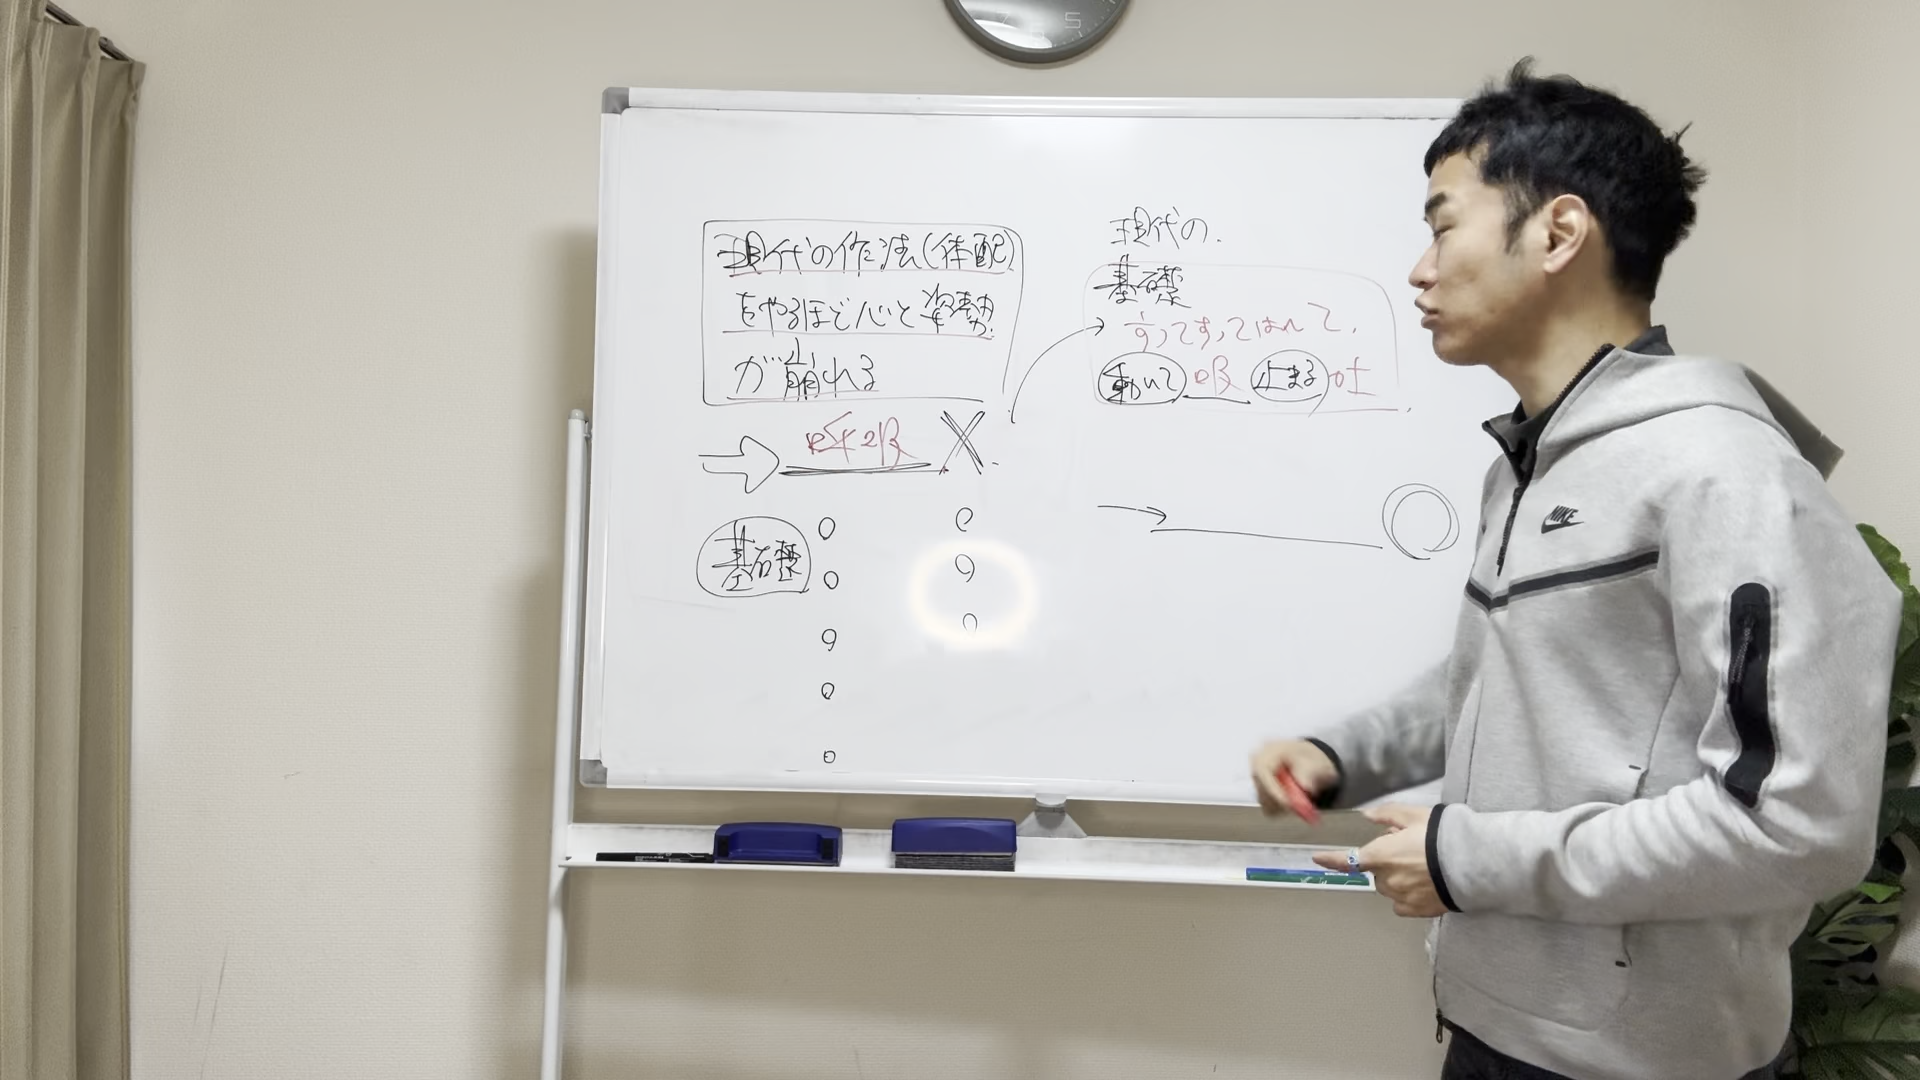 現代の作法(体配)
をやるほど心と姿勢
が崩れる
呼吸 X
基礎
現代の.
基礎
すってすってはいて.
動いて吸 止まる吐
NIKE
7 5